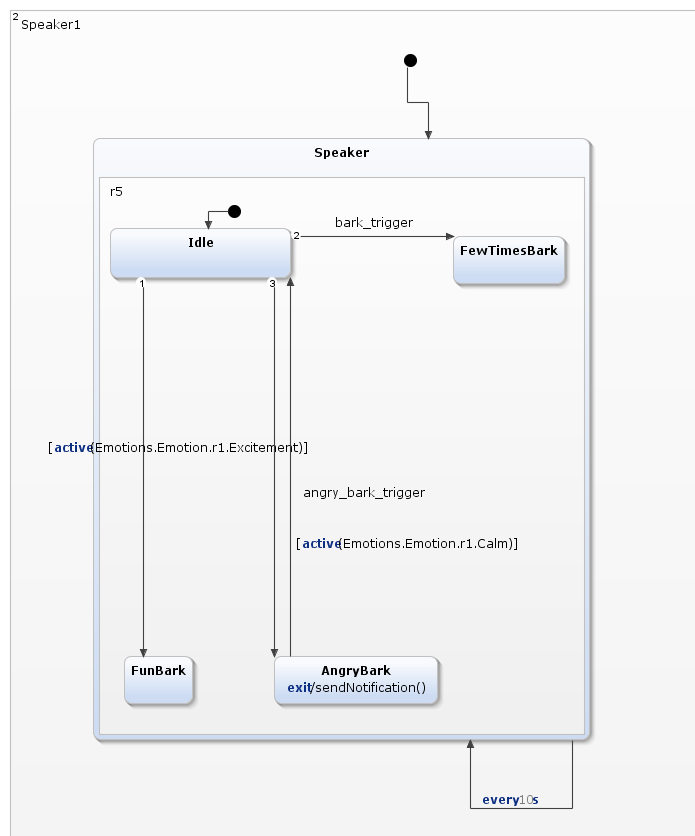 2
Speaker1
Speaker
r5
Idle
2
bark_trigger
FewTimesBark
1
3
[active(Emotions.Emotion.r1.Excitement)]
angry_bark_trigger
[active(Emotions.Emotion.r1.Calm)]
FunBark
AngryBark
exit/sendNotification()
every10s